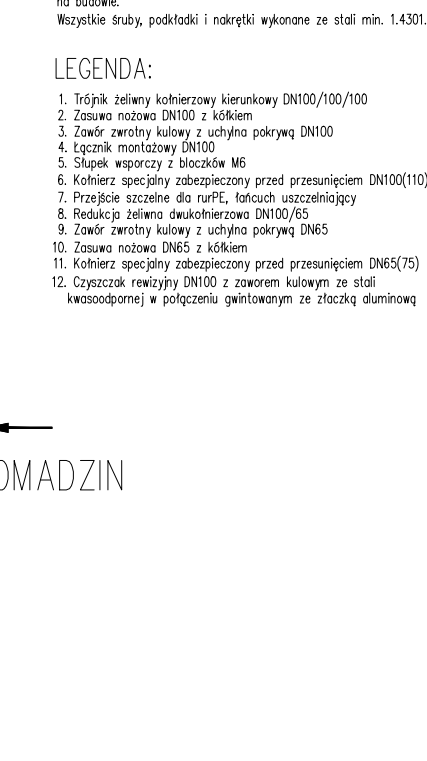 na budowie.
Wszystkie śruby, podkładki i nakrętki wykonane ze stali min. 1.4301.
LEGENDA:
1. Trójnik żeliwny kołnierzowy kierunkowy DN100/100/100
2. Zasuwa nożowa DN100 z kółkiem
3. Zawór zwrotny kulowy z uchylna pokrywą DN100
4. Łącznik montażowy DN100
5. Słupek wsporczy z bloczków M6
6. Kołnierz specjalny zabezpieczony przed przesunięciem DN100(110)
7. Przejście szczelne dla rurPE, łańcuch uszczelniający
8. Redukcja żeliwna dwukołnierzowa DN100/65
9. Zawór zwrotny kulowy z uchylna pokrywą DN65
10. Zasuwa nożowa DN65 z kółkiem
11. Kołnierz specjalny zabezpieczony przed przesunięciem DN65(75)
12. Czyszczak rewizyjny DN100 z zaworem kulowym ze stali
kwasoodpornej w połączeniu gwintowanym ze złaczką aluminową
OMADZIN